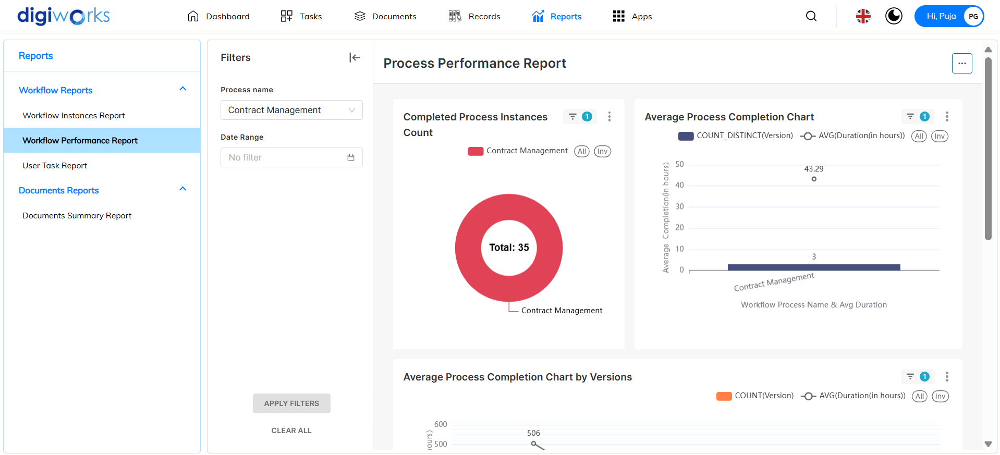 digiworks
Dashboard
Tasks
Documents
Records
Reports
Apps
Hi, Puja
PG
Reports
Workflow Reports
Workflow Instances Report
Workflow Performance Report
User Task Report
Documents Reports
Documents Summary Report
Filters
Process name
Contract Management
Date Range
No filter
APPLY FILTERS
CLEAR ALL
Process Performance Report
...
Completed Process Instances
Count
1
Contract Management
All
Inv
Total: 35
Contract Management
Average Process Completion Chart
1
COUNT_DISTINCT(Version)
AVG(Duration(in hours))
All
Inv
Average Completion(in hours)
50
40
30
20
10
0
43.29
3
Contract Management
Workflow Process Name & Avg Duration
Average Process Completion Chart by Versions
1
COUNT(Version)
AVG(Duration(in hours))
All
Inv
600
500
506